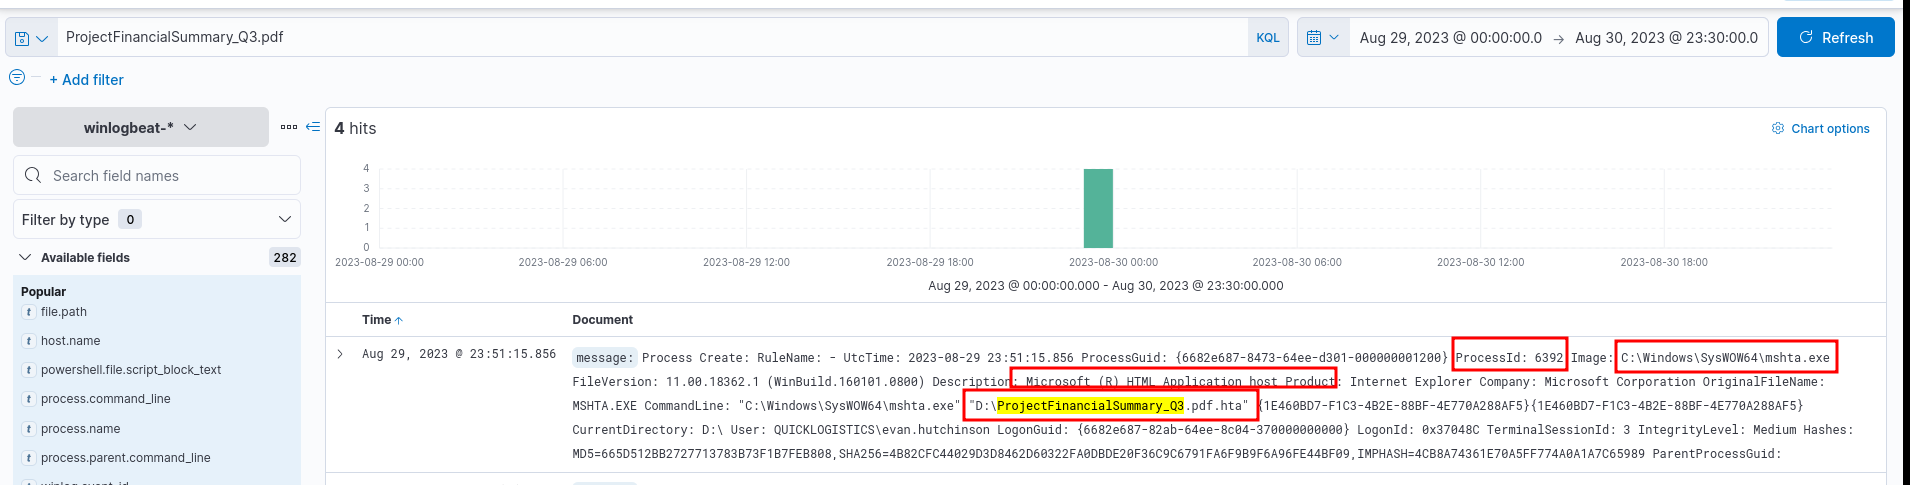 ProjectFinancialSummary_Q3.pdf
KQL
Aug 29, 2023 @ 00:00:00.0 → Aug 30, 2023 @ 23:30:00.0
Refresh
+ Add filter
winlogbeat-*
4 hits
Chart options
Search field names
Filter by type 0
Available fields 282
Popular
t file.path
t host.name
t powershell.file.script_block_text
t process.command_line
t process.name
t process.parent.command_line
4
3
2
1
0
2023-08-29 00:00 2023-08-29 06:00 2023-08-29 12:00 2023-08-29 18:00 2023-08-30 00:00 2023-08-30 06:00 2023-08-30 12:00 2023-08-30 18:00
Aug 29, 2023 @ 00:00:00.000 - Aug 30, 2023 @ 23:30:00.000
Time ↑ Document
Aug 29, 2023 @ 23:51:15.856 message: Process Create: RuleName: - UtcTime: 2023-08-29 23:51:15.856 ProcessGuid: {6682e687-8473-64ee-d301-000000001200} ProcessId: 6392 Image: C:\Windows\SysWOW64\mshta.exe
FileVersion: 11.00.18362.1 (WinBuild.160101.0800) Description: Microsoft (R) HTML Application host Product: Internet Explorer Company: Microsoft Corporation OriginalFileName:
MSHTA.EXE CommandLine: "C:\Windows\SysWOW64\mshta.exe" "D:\ProjectFinancialSummary_Q3.pdf.hta" {1E460BD7-F1C3-4B2E-88BF-4E770A288AF5}{1E460BD7-F1C3-4B2E-88BF-4E770A288AF5}
CurrentDirectory: D:\ User: QUICKLOGISTICS\evan.hutchinson LogonGuid: {6682e687-82ab-64ee-8c04-370000000000} LogonId: 0x37048C TerminalSessionId: 3 IntegrityLevel: Medium Hashes:
MD5=665D512BB2727713783B73F1B7FEB808,SHA256=4B82CFC44029D3D8462D60322FA0DBDE20F36C9C6791FA6F9B9F6A96FE44BF09,IMPHASH=4CB8A74361E70A5FF774A0A1A7C65989 ParentProcessGuid: